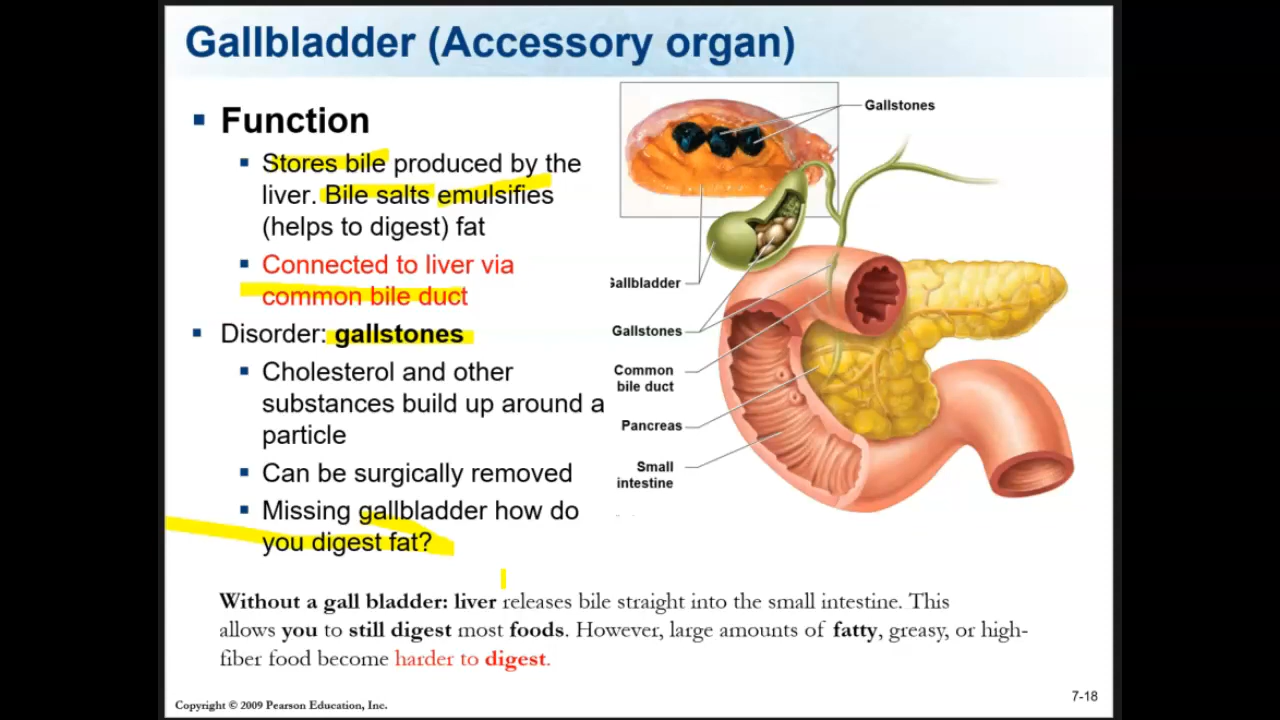 Gallbladder (Accessory organ)
Function
Stores bile produced by the
liver. Bile salts emulsifies
(helps to digest) fat
Connected to liver via
common bile duct
Disorder: gallstones
Cholesterol and other
substances build up around a
particle
Can be surgically removed
Missing gallbladder how do
you digest fat?
Gallstones
Gallbladder
Gallstones
Common
bile duct
Pancreas
Small
intestine
Without a gall bladder: liver releases bile straight into the small intestine. This
allows you to still digest most foods. However, large amounts of fatty, greasy, or high-
fiber food become harder to digest.
Copyright © 2009 Pearson Education, Inc.
7-18